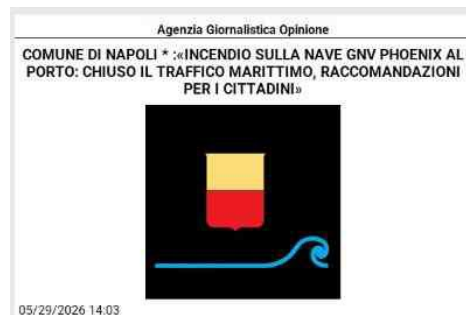 Agenzia Giornalistica Opinione
COMUNE DI NAPOLI * :«INCENDIO SULLA NAVE GNV PHOENIX AL
PORTO: CHIUSO IL TRAFFICO MARITTIMO, RACCOMANDAZIONI
PER I CITTADINI»
05/29/2026 14:03